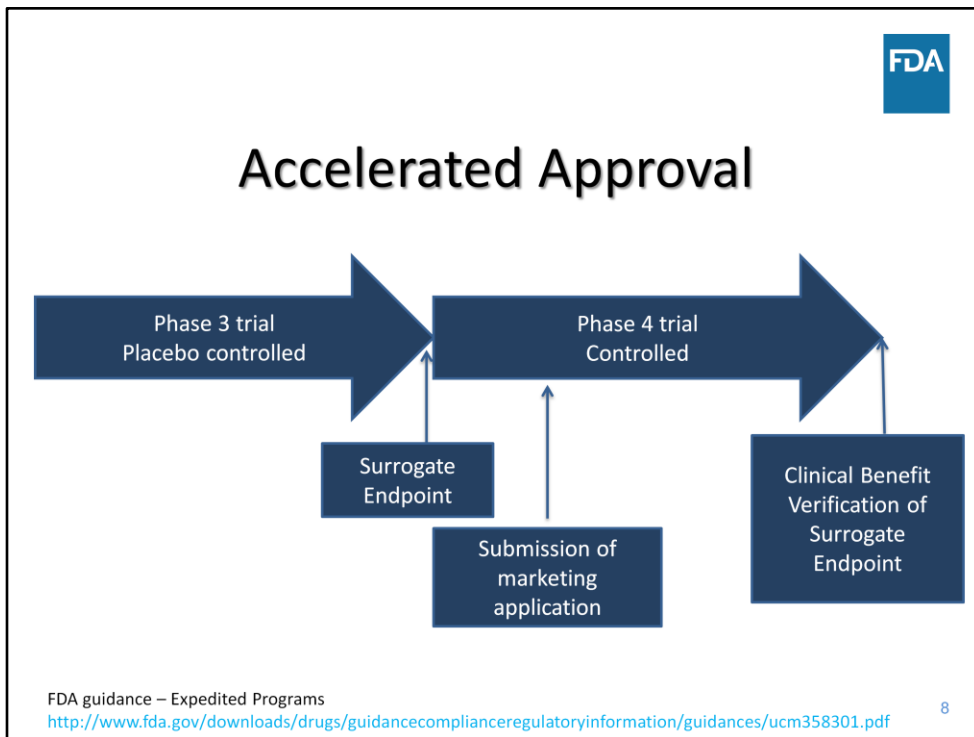 FDA
Accelerated Approval
Phase 3 trial
Placebo controlled
Phase 4 trial
Controlled
Surrogate
Endpoint
Submission of
marketing
application
Clinical Benefit
Verification of
Surrogate
Endpoint
FDA guidance – Expedited Programs
http://www.fda.gov/downloads/drugs/guidancecomplianceregulatoryinformation/guidances/ucm358301.pdf
8